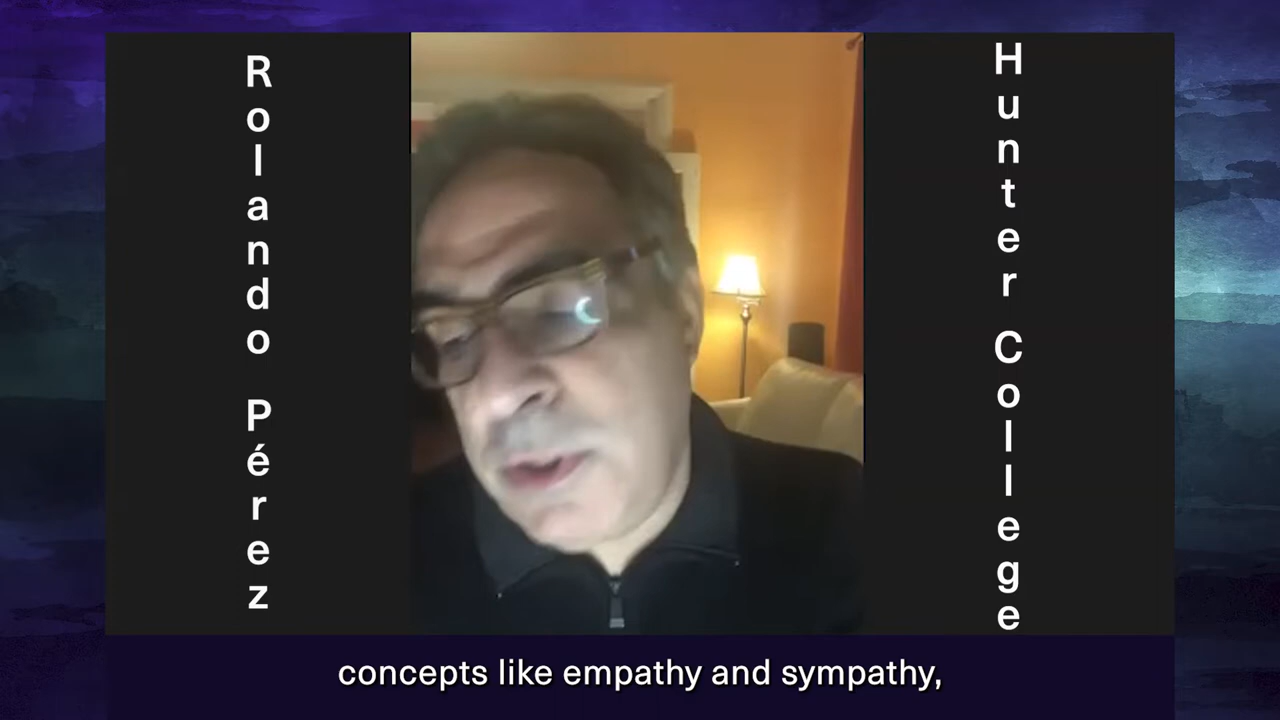 Rolando Pérez
Hunter College
concepts like empathy and sympathy,